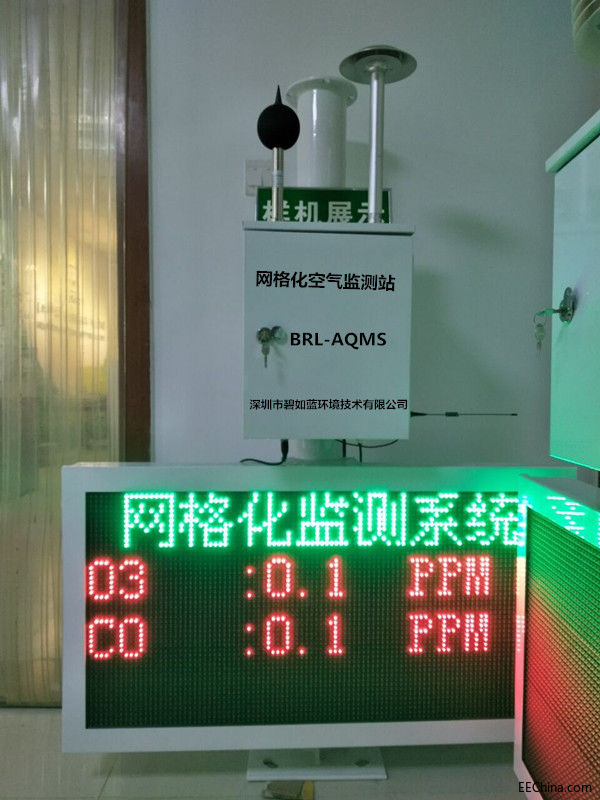 样机展示
网格化空气监测站
BRL-AQMS
深圳市碧如蓝环境技术有限公司
网格化监测系统
O3 :0.1 PPM
CO :0.1 PPM
EEChina.com